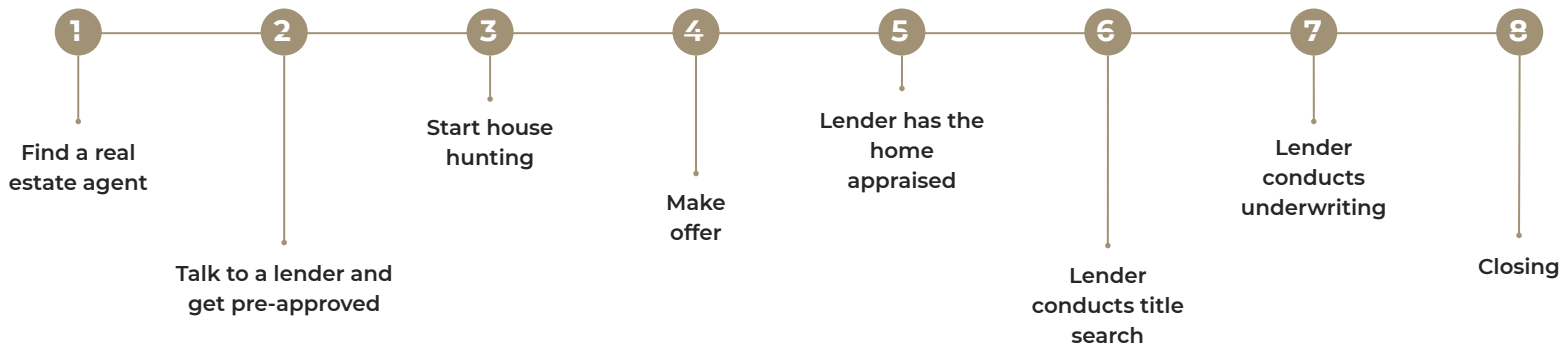 1
2
3
4
5
6
7
8
Find a real
estate agent
Talk to a lender and
get pre-approved
Start house
hunting
Make
offer
Lender has the
home
appraised
Lender
conducts title
search
Lender
conducts
underwriting
Closing